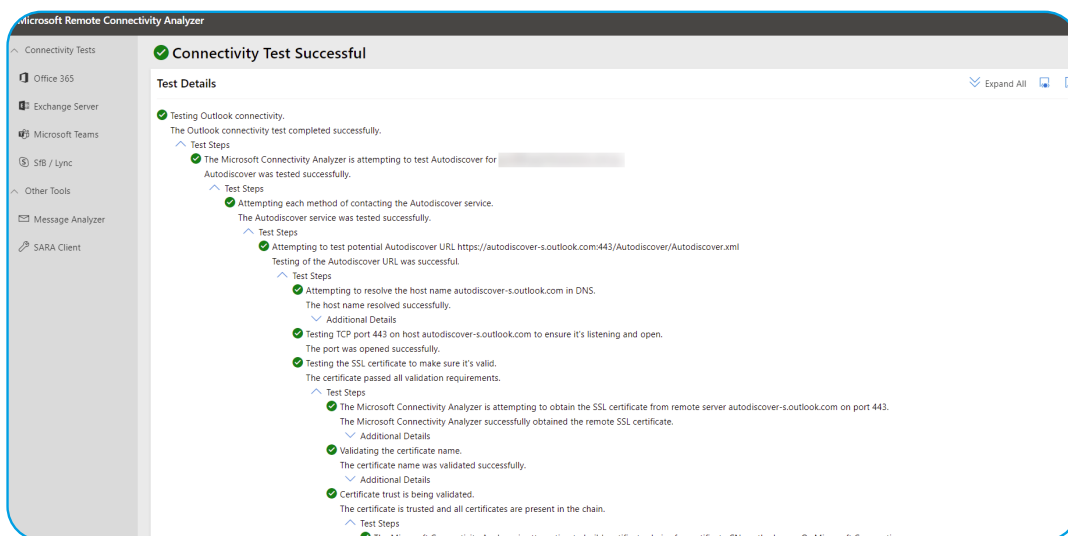 Microsoft Remote Connectivity Analyzer
Connectivity Tests
Office 365
Exchange Server
Microsoft Teams
SfB / Lync
Other Tools
Message Analyzer
SARA Client
Connectivity Test Successful
Test Details
Expand All
Testing Outlook connectivity.
The Outlook connectivity test completed successfully.
Test Steps
The Microsoft Connectivity Analyzer is attempting to test Autodiscover for
Autodiscover was tested successfully.
Test Steps
Attempting each method of contacting the Autodiscover service.
The Autodiscover service was tested successfully.
Test Steps
Attempting to test potential Autodiscover URL https://autodiscover-s.outlook.com:443/Autodiscover/Autodiscover.xml
Testing of the Autodiscover URL was successful.
Test Steps
Attempting to resolve the host name autodiscover-s.outlook.com in DNS.
The host name resolved successfully.
Additional Details
Testing TCP port 443 on host autodiscover-s.outlook.com to ensure it's listening and open.
The port was opened successfully.
Testing the SSL certificate to make sure it's valid.
The certificate passed all validation requirements.
Test Steps
The Microsoft Connectivity Analyzer is attempting to obtain the SSL certificate from remote server autodiscover-s.outlook.com on port 443.
The Microsoft Connectivity Analyzer successfully obtained the remote SSL certificate.
Additional Details
Validating the certificate name.
The certificate name was validated successfully.
Additional Details
Certificate trust is being validated.
The certificate is trusted and all certificates are present in the chain.
Test Steps